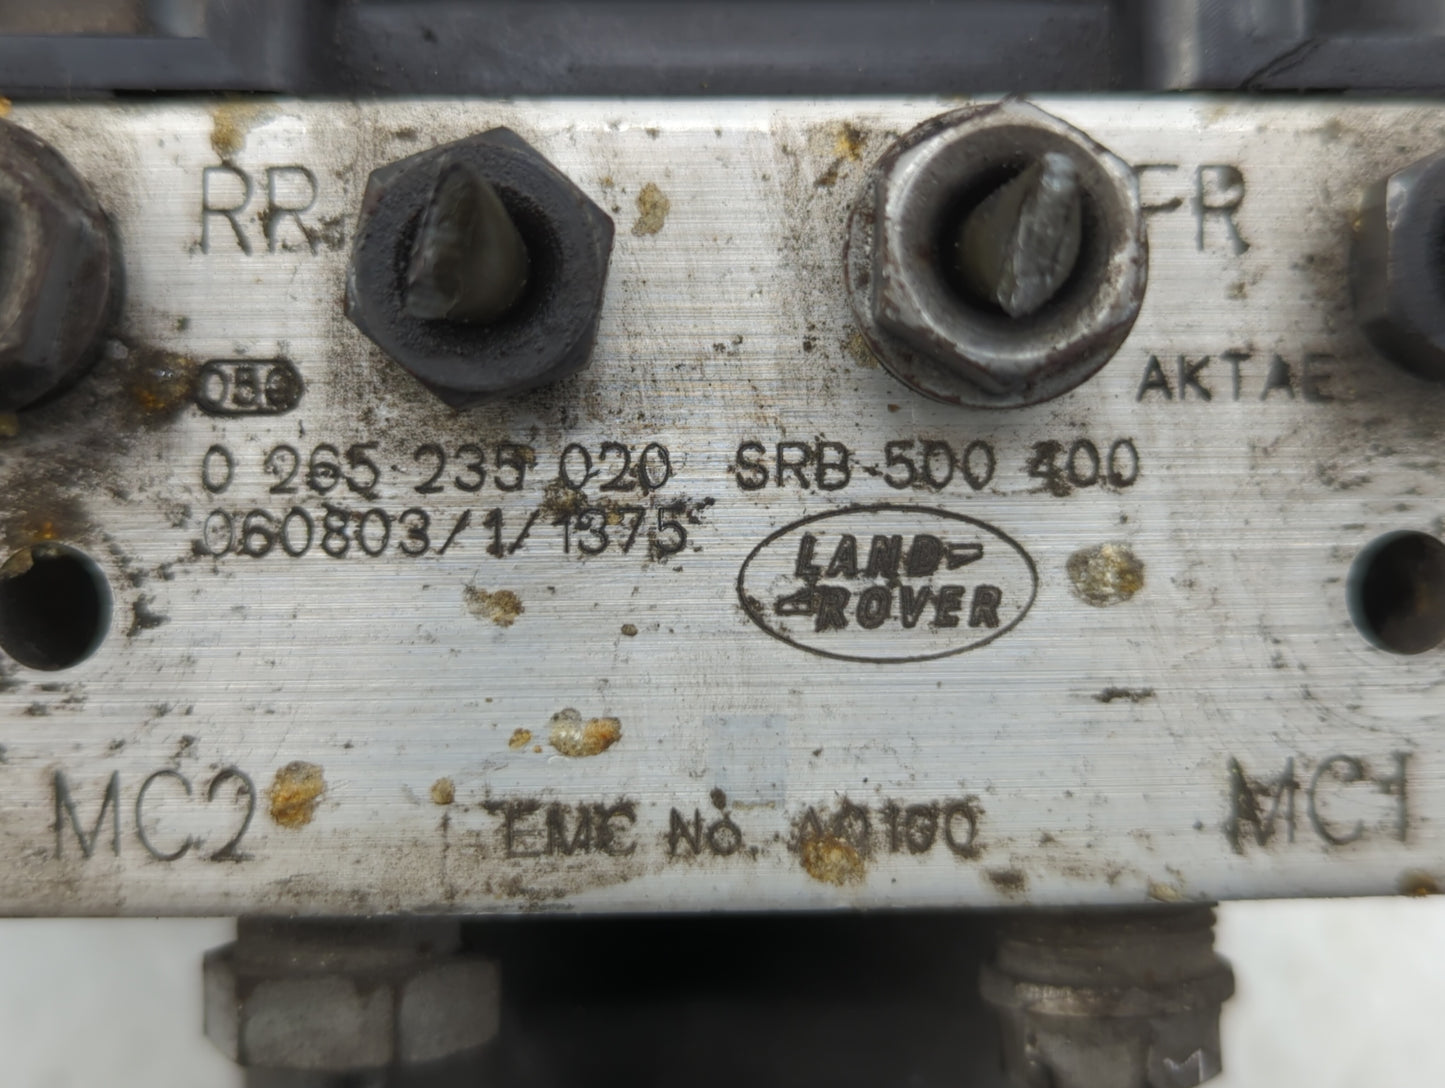 RR
FR
AKTAE
0 265 235 020 SRB 500 400
060803/1/1375
LAND
ROVER
MC2
MC1
EMC No.